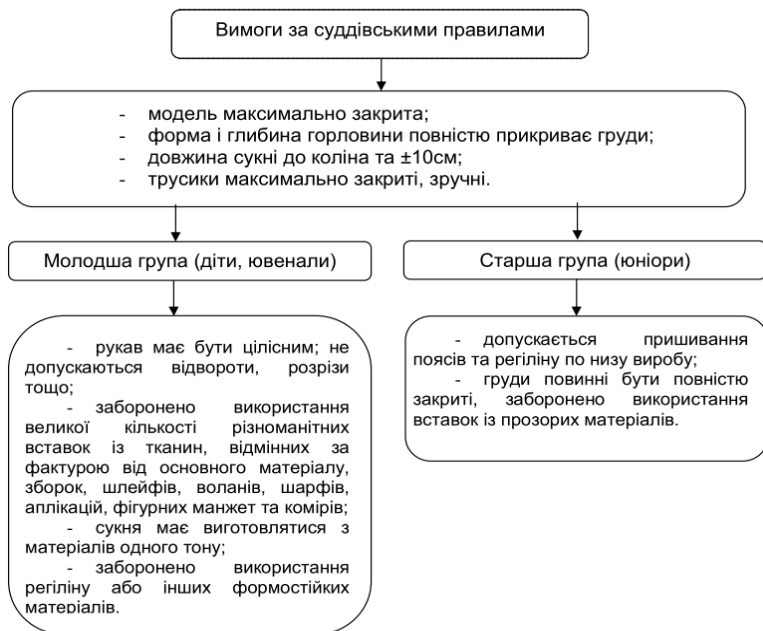 Вимоги за суддівськими правилами
- модель максимально закрита;
- форма і глибина горловини повністю прикриває груди;
- довжина сукні до коліна та ±10см;
- трусики максимально закриті, зручні.
Молодша група (діти, ювенали)
- рукав має бути цілісним; не
допускаються відвороти, розрізи
тощо;
- заборонено використання
великої кількості різноманітних
вставок із тканин, відмінних за
фактурою від основного матеріалу,
зборок, шлейфів, воланів, шарфів,
аплікацій, фігурних манжет та комірів;
- сукня має виготовлятися з
матеріалів одного тону;
- заборонено використання
регіліну або інших формостійких
матеріалів.
Старша група (юніори)
- допускається пришивання
поясів та регіліну по низу виробу;
- груди повинні бути повністю
закриті, заборонено використання
вставок із прозорих матеріалів.